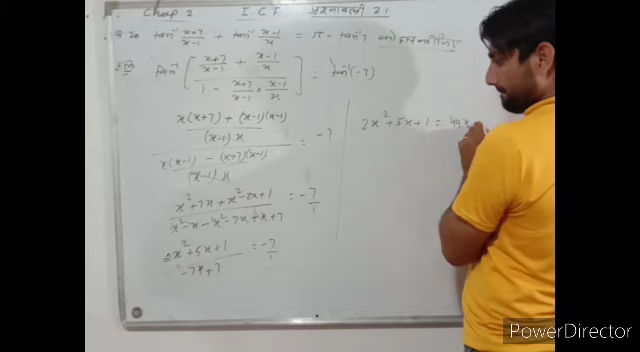 Chap 2 I C F प्रश्नावली 2.1
tan⁻¹ (x+7)/(x-1) + tan⁻¹ (x-1)/x = π - tan⁻¹7 को हल कीजिए
हल tan⁻¹ [ ((x+7)/(x-1) + (x-1)/x) / (1 - (x+7)/(x-1) × (x-1)/x) ] = tan⁻¹(-7)
(x(x+7) + (x-1)(x-1))/((x-1)x) / (x(x-1) - (x+7)(x-1))/((x-1)x) = -7
(x²+7x+x²-2x+1)/(x²-x-x²-7x+x+7) = -7/1
(2x²+5x+1)/(-7x+7) = -7/1
2x²+5x+1 = 49x
PowerDirector